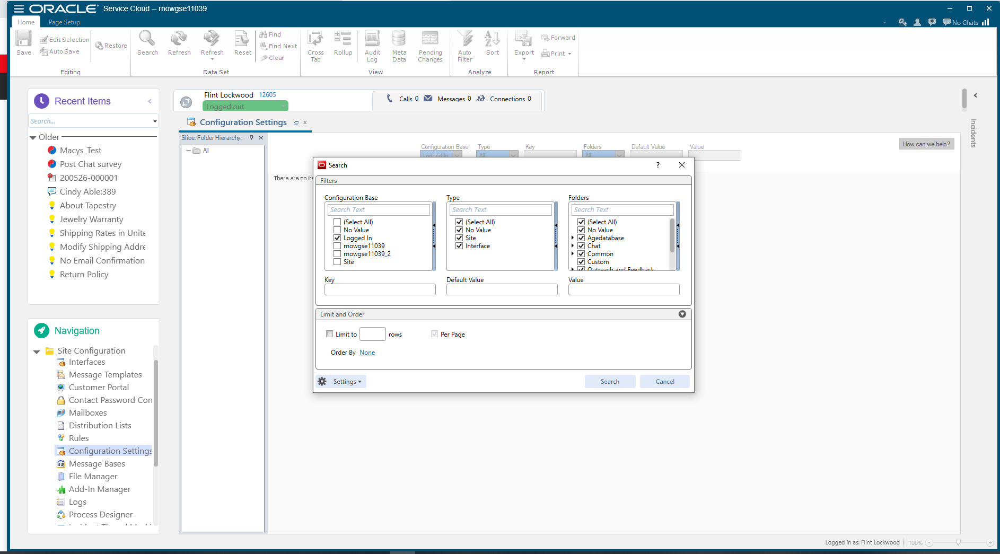 ORACLE Service Cloud -- rnowgse11039
Home Page Setup
No Chats
Save
Edit Selection
Auto Save
Restore
Editing
Search
Refresh
Refresh
Reset
Find
Find Next
Clear
Data Set
Cross Tab
Rollup
Audit Log
Meta Data
Pending Changes
View
Auto Filter
Sort
Analyze
Export
Forward
Print
Report
Recent Items
Search...
Older
Macys_Test
Post Chat survey
200526-000001
Cindy Able:389
About Tapestry
Jewelry Warranty
Shipping Rates in Unite
Modify Shipping Addre
No Email Confirmation
Return Policy
Navigation
Site Configuration
Interfaces
Message Templates
Customer Portal
Contact Password Con
Mailboxes
Distribution Lists
Rules
Configuration Settings
Message Bases
File Manager
Add-In Manager
Logs
Process Designer
Flint Lockwood 12605
Logged out
Calls 0 Messages 0 Connections 0
Configuration Settings
Slice: Folder Hierarchy...
All
Configuration Base Type Key Folders Default Value Value
Logged In All All
How can we help?
Incidents
There are no ite
Search
?
Filters
Configuration Base
Search Text
(Select All)
No Value
Logged In
rnowgse11039
rnowgse11039_2
Site
Type
Search Text
(Select All)
No Value
Site
Interface
Folders
Search Text
(Select All)
No Value
Agedatabase
Chat
Common
Custom
Outreach and Feedback
Key
Default Value
Value
Limit and Order
Limit to rows Per Page
Order By None
Settings
Search
Cancel
Logged in as: Flint Lockwood 100%